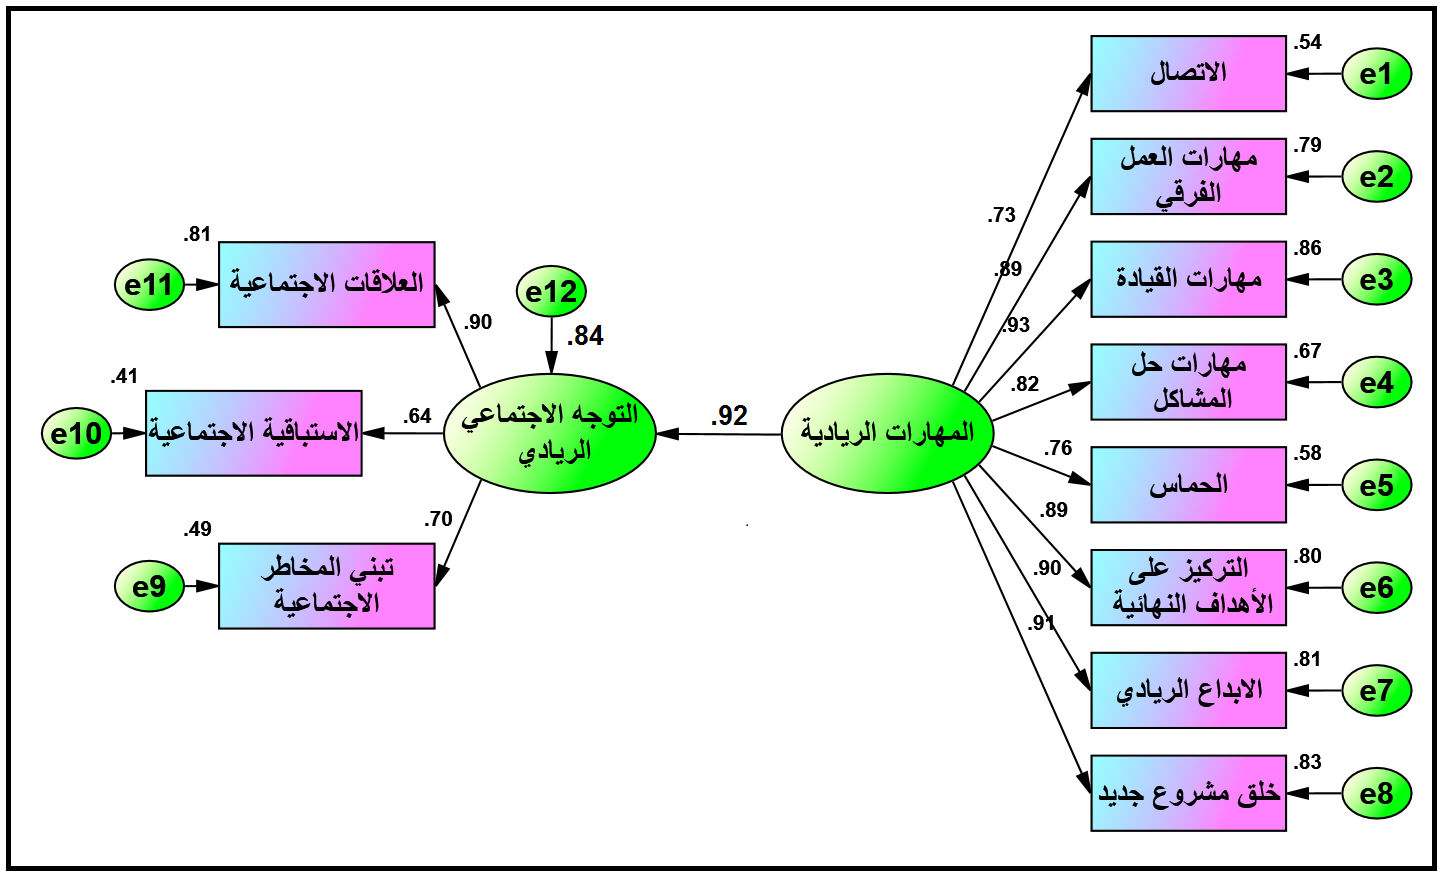 الاتصال
.54
e1
مهارات العمل
الفرقي
.79
e2
مهارات القيادة
.86
e3
مهارات حل
المشاكل
.67
e4
الحماس
.58
e5
التركيز على
الأهداف النهائية
.80
e6
الابداع الريادي
.81
e7
خلق مشروع جديد
.83
e8
.73
.89
.93
.82
.76
.89
.90
.91
المهارات الريادية
.92
التوجه الاجتماعي
الريادي
e12
.84
.90
.64
.70
العلاقات الاجتماعية
.81
e11
الاستباقية الاجتماعية
.41
e10
تبني المخاطر
الاجتماعية
.49
e9